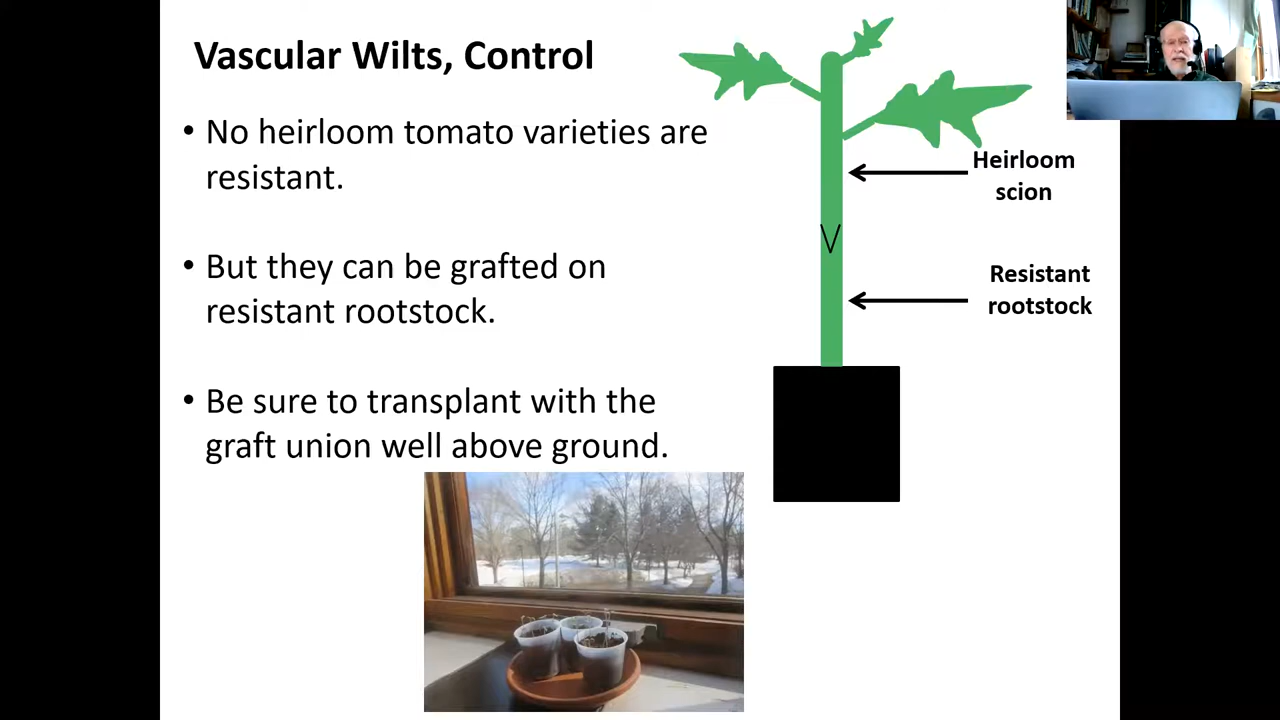 Vascular Wilts, Control
• No heirloom tomato varieties are
resistant.
• But they can be grafted on
resistant rootstock.
• Be sure to transplant with the
graft union well above ground.
Heirloom
scion
Resistant
rootstock